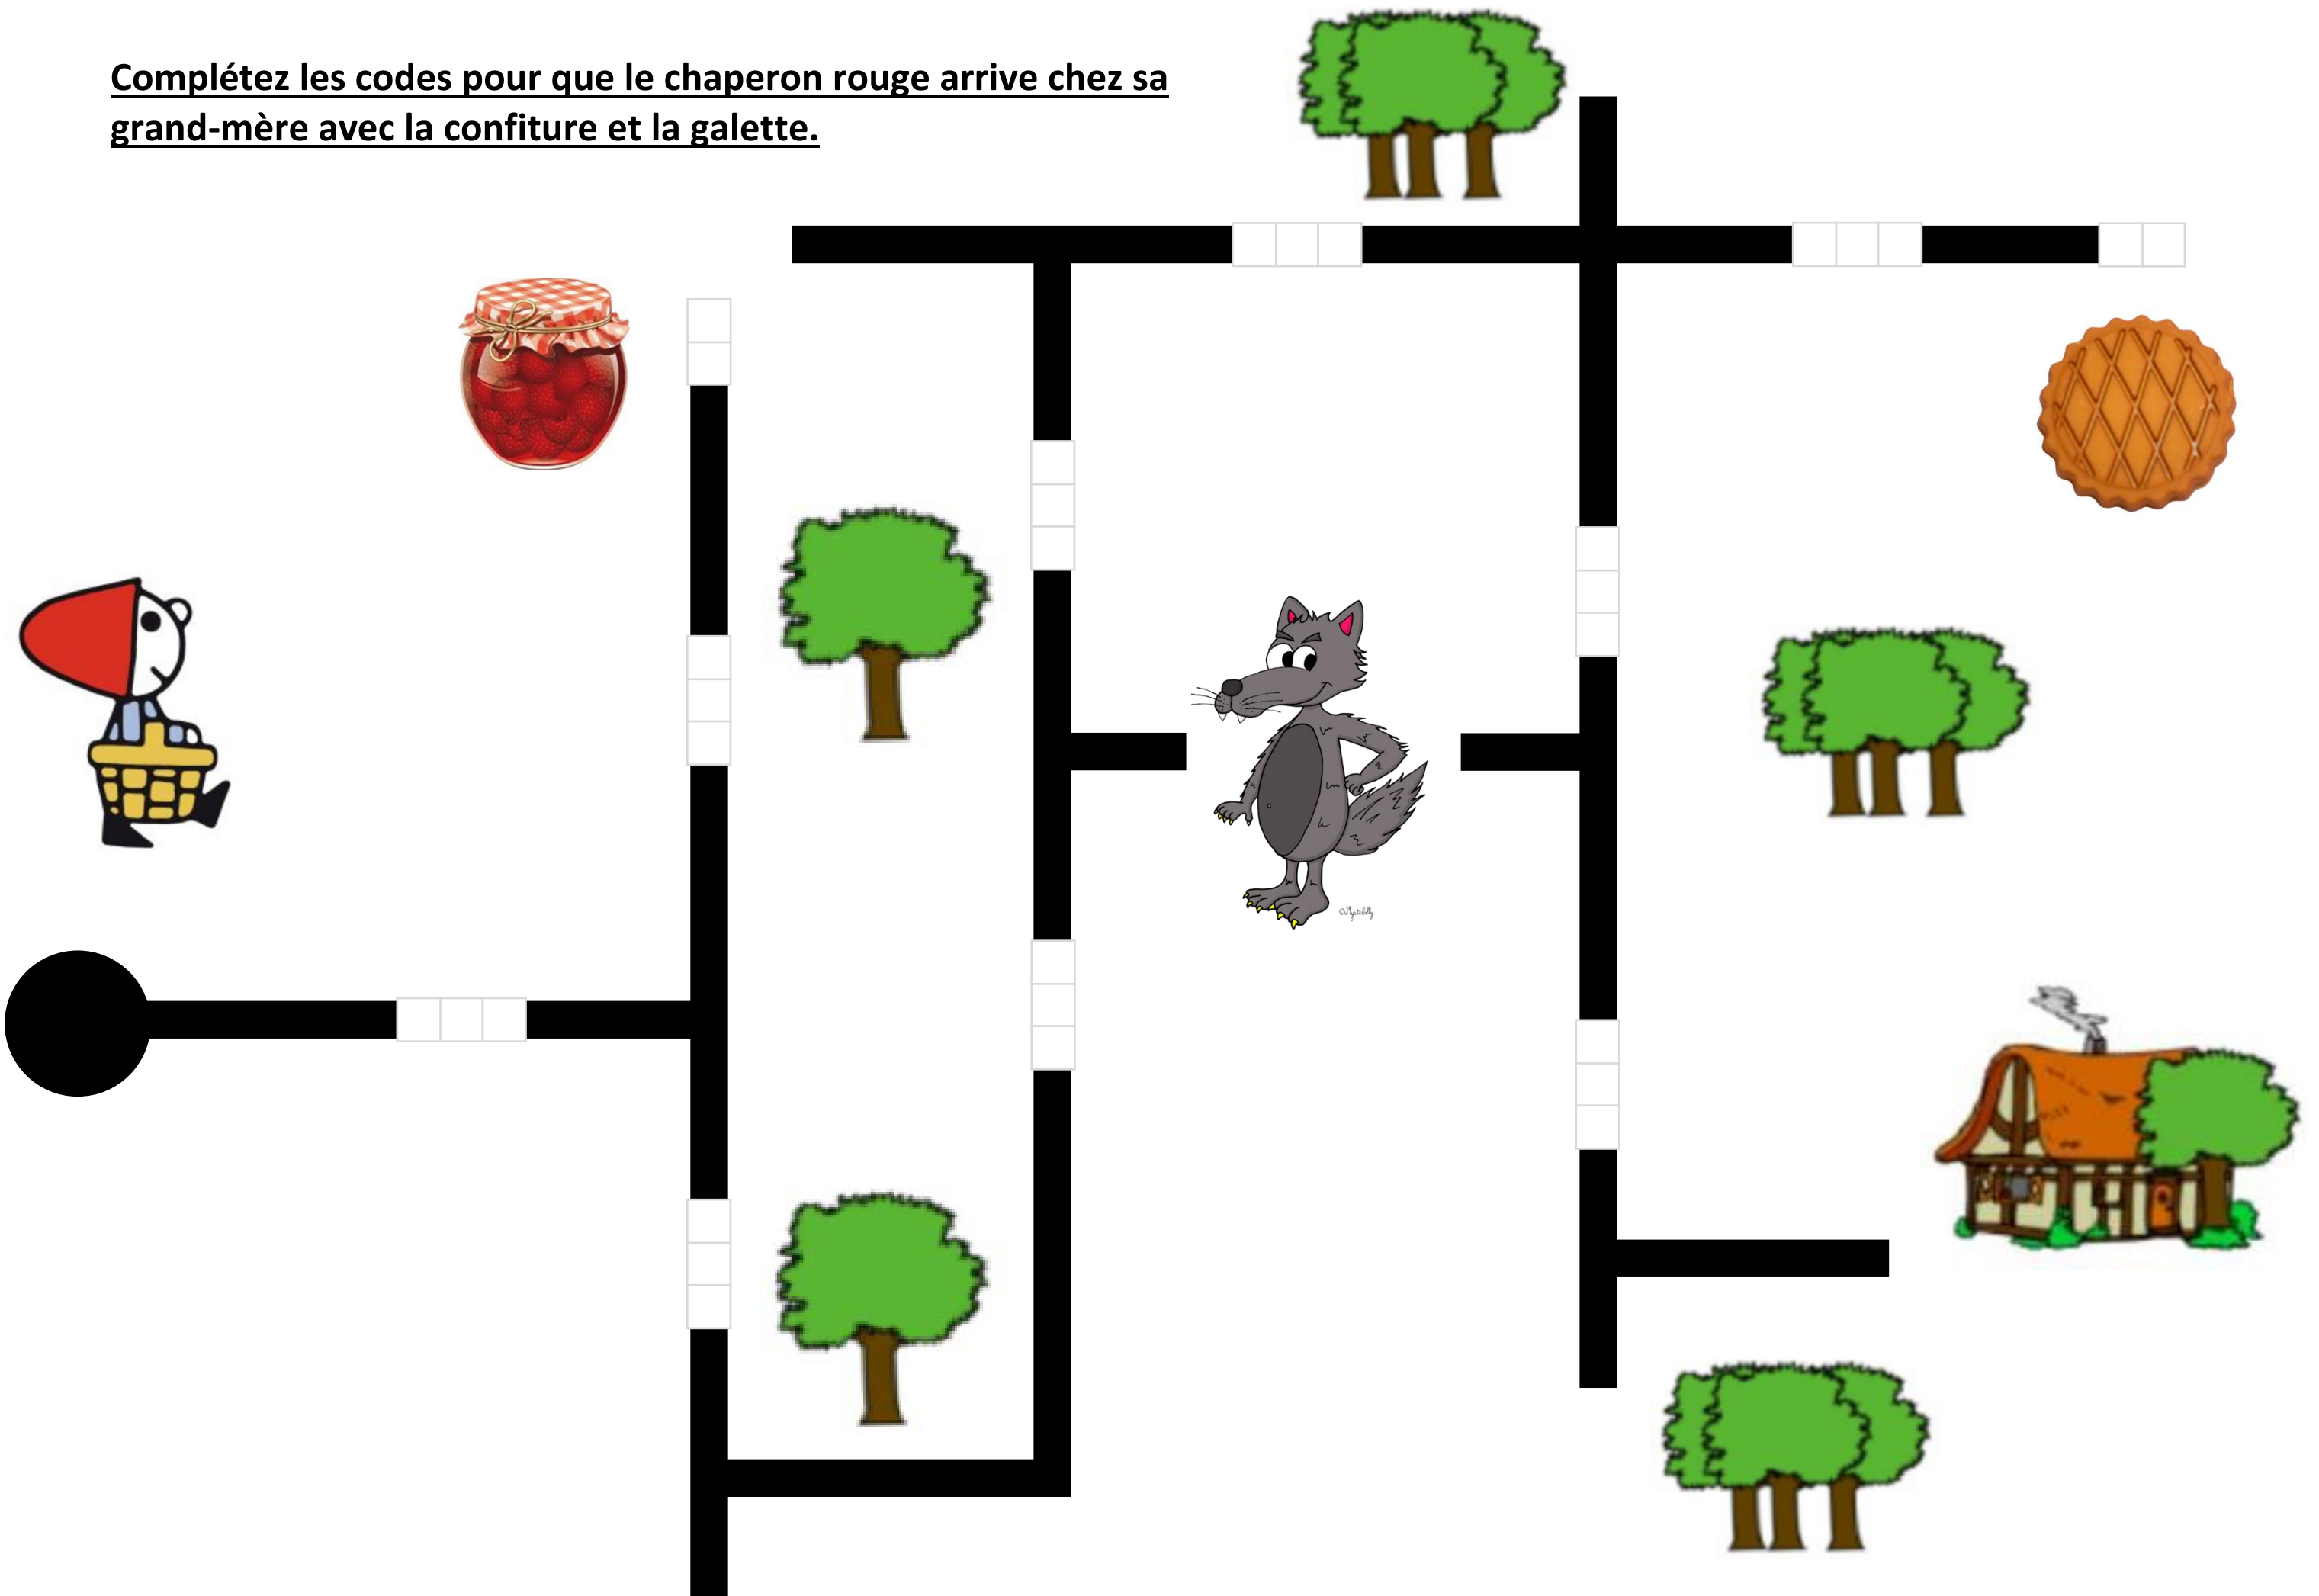 Complétez les codes pour que le chaperon rouge arrive chez sa
grand-mère avec la confiture et la galette.